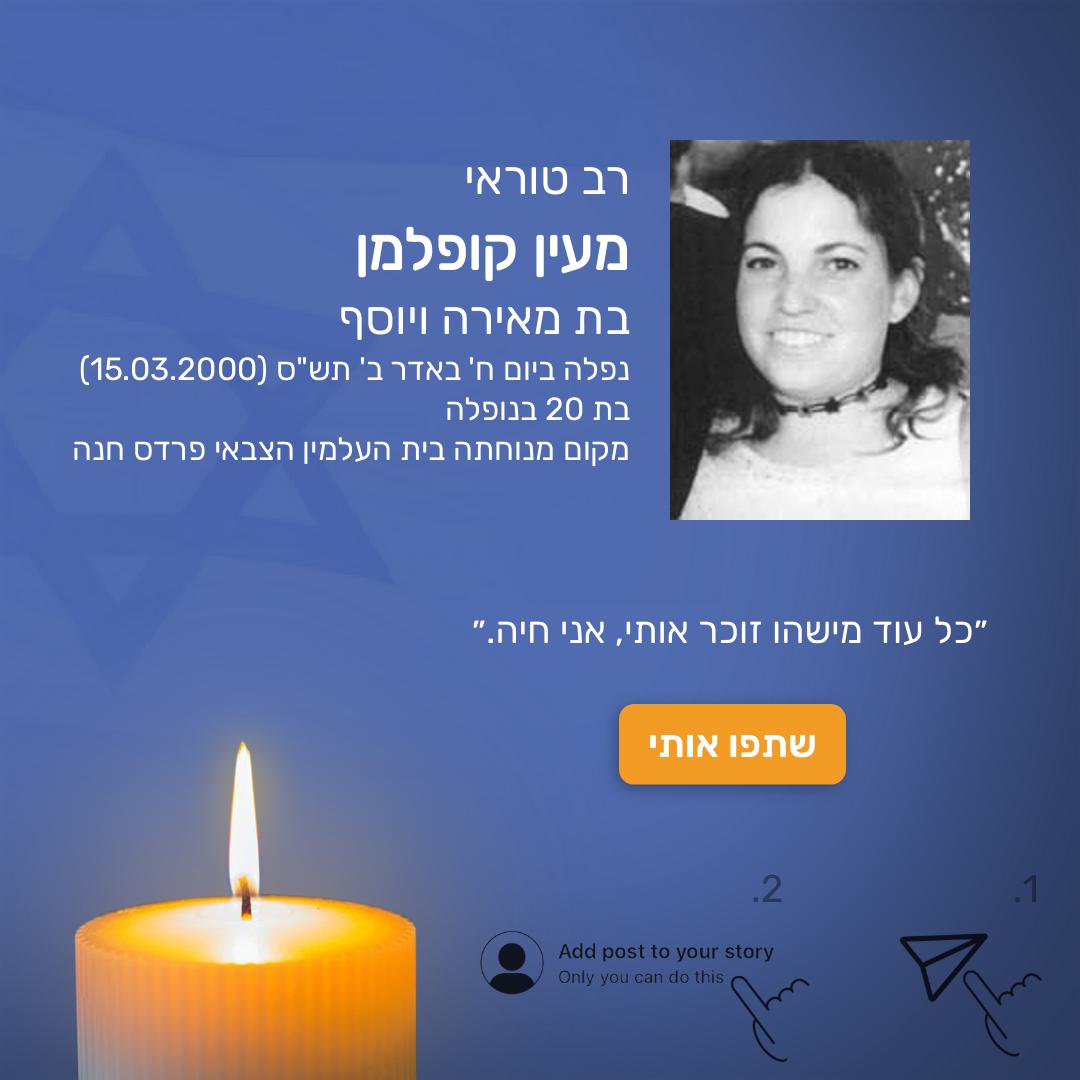 רב טוראי
מעין קופלמן
בת מאירה ויוסף
נפלה ביום ח' באדר ב' תש"ס (15.03.2000)
בת 20 בנופלה
מקום מנוחתה בית העלמין הצבאי פרדס חנה
״כל עוד מישהו זוכר אותי, אני חיה.״
שתפו אותי
1.
2.
Add post to your story
Only you can do this